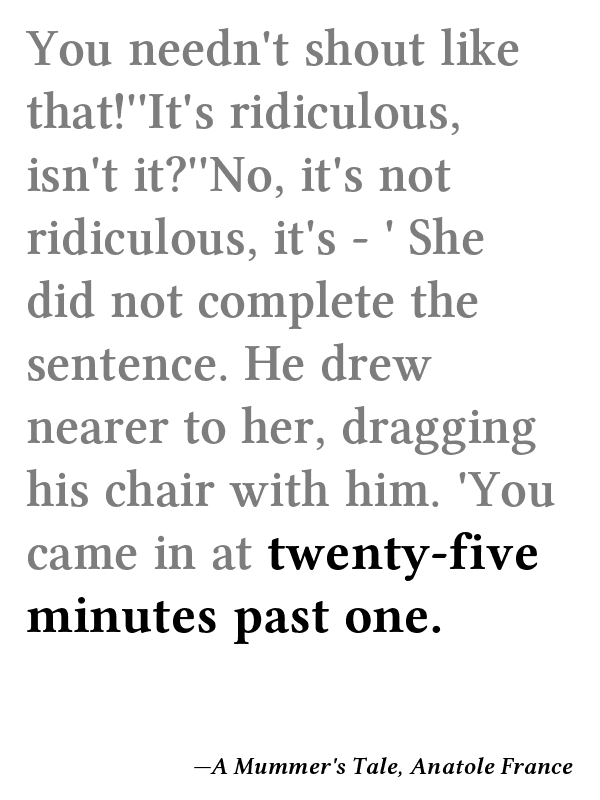 You needn't shout like
that!''It's ridiculous,
isn't it?''No, it's not
ridiculous, it's - ' She
did not complete the
sentence. He drew
nearer to her, dragging
his chair with him. 'You
came in at twenty-five
minutes past one.
—A Mummer's Tale, Anatole France